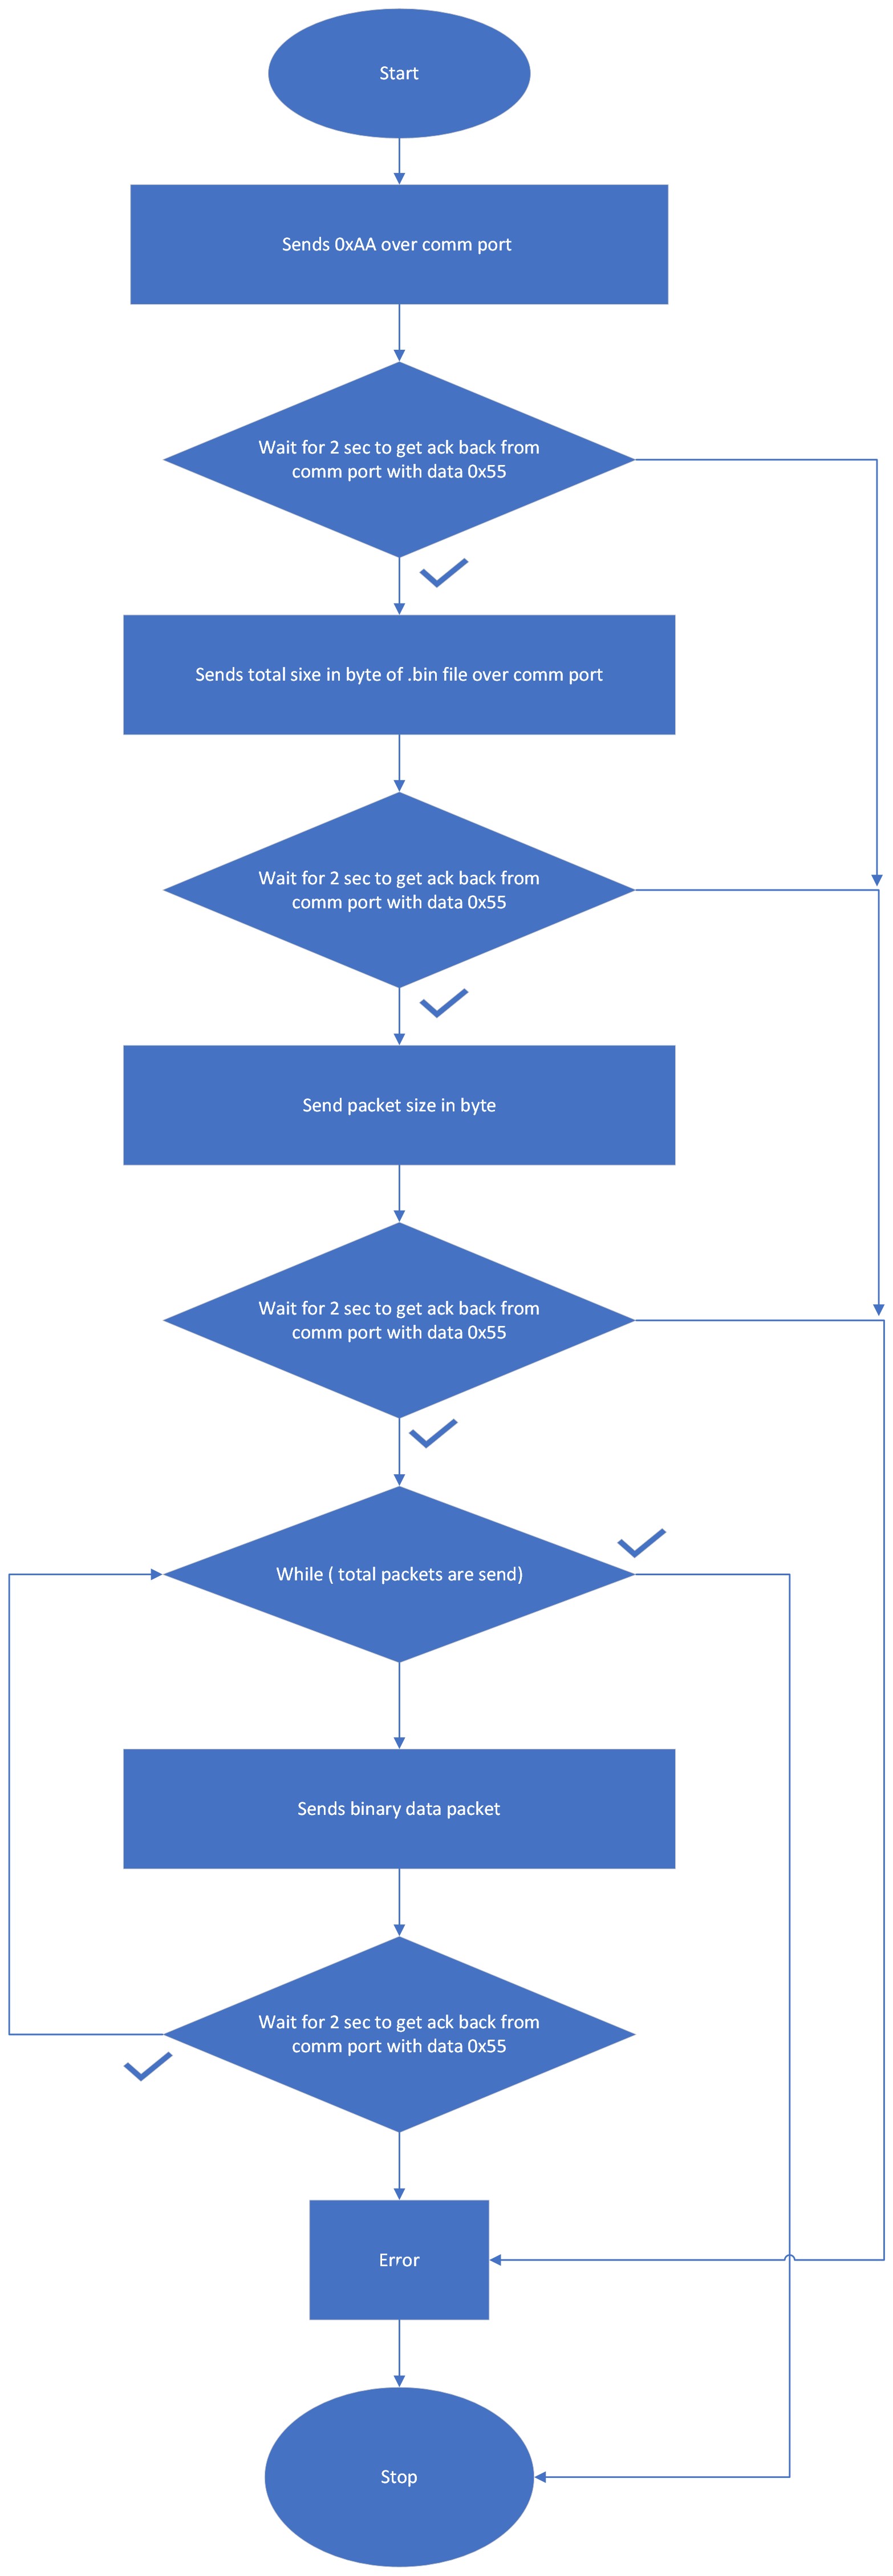 Start
Sends 0xAA over comm port
Wait for 2 sec to get ack back from
comm port with data 0x55
Sends total sixe in byte of .bin file over comm port
Wait for 2 sec to get ack back from
comm port with data 0x55
Send packet size in byte
Wait for 2 sec to get ack back from
comm port with data 0x55
While ( total packets are send)
Sends binary data packet
Wait for 2 sec to get ack back from
comm port with data 0x55
Error
Stop